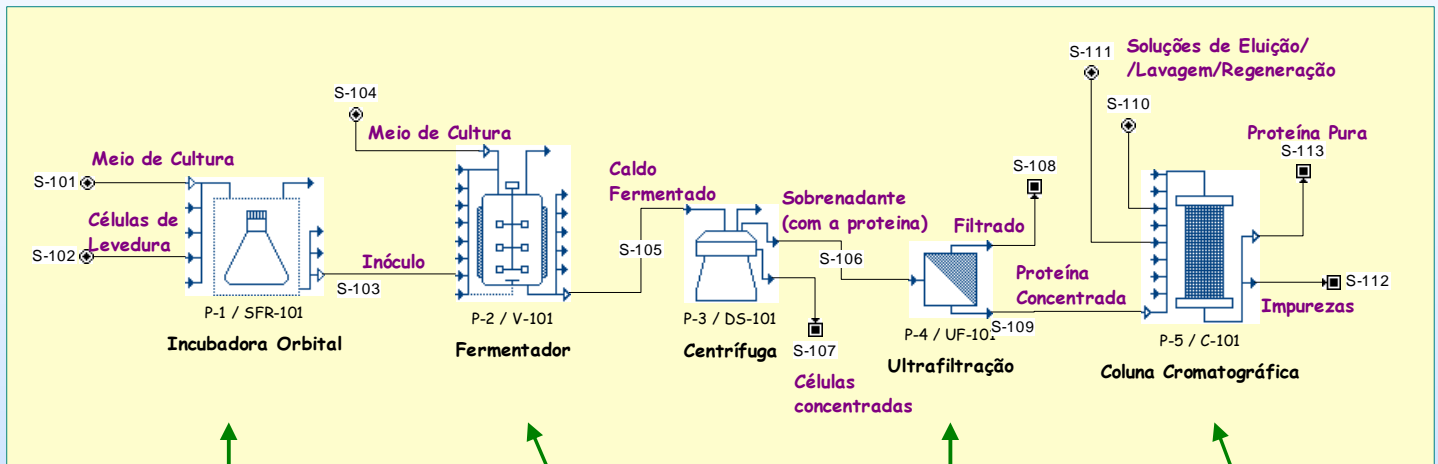 S-111
Soluções de Eluição/
/Lavagem/Regeneração
S-104
S-110
Meio de Cultura
Proteína Pura
S-113
Meio de Cultura
S-101
S-108
Caldo
Fermentado
Sobrenadante
(com a proteina)
Filtrado
Células de
Levedura
S-102
S-105
S-106
Inóculo
S-103
Proteína
Concentrada
S-112
Impurezas
S-109
P-1 / SFR-101
Incubadora Orbital
P-2 / V-101
Fermentador
P-3 / DS-101
Centrífuga
S-107
Células
concentradas
P-4 / UF-101
Ultrafiltração
P-5 / C-101
Coluna Cromatográfica